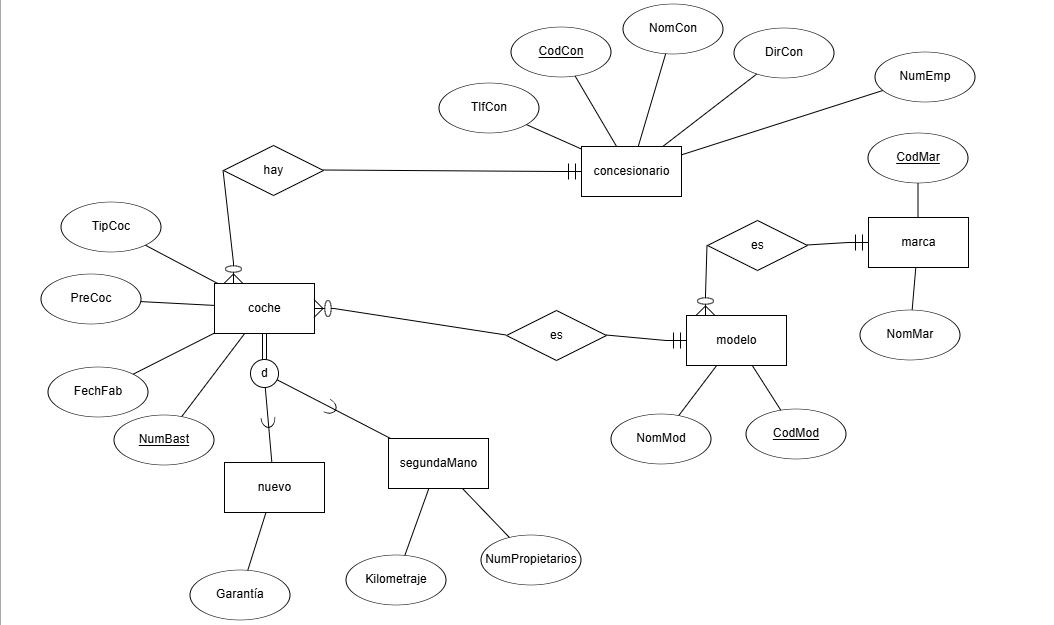 NomCon
CodCon
DirCon
NumEmp
TlfCon
CodMar
hay
concesionario
TipCoc
es
marca
PreCoc
coche
es
modelo
NomMar
d
FechFab
NumBast
NomMod
CodMod
segundaMano
nuevo
NumPropietarios
Kilometraje
Garantía